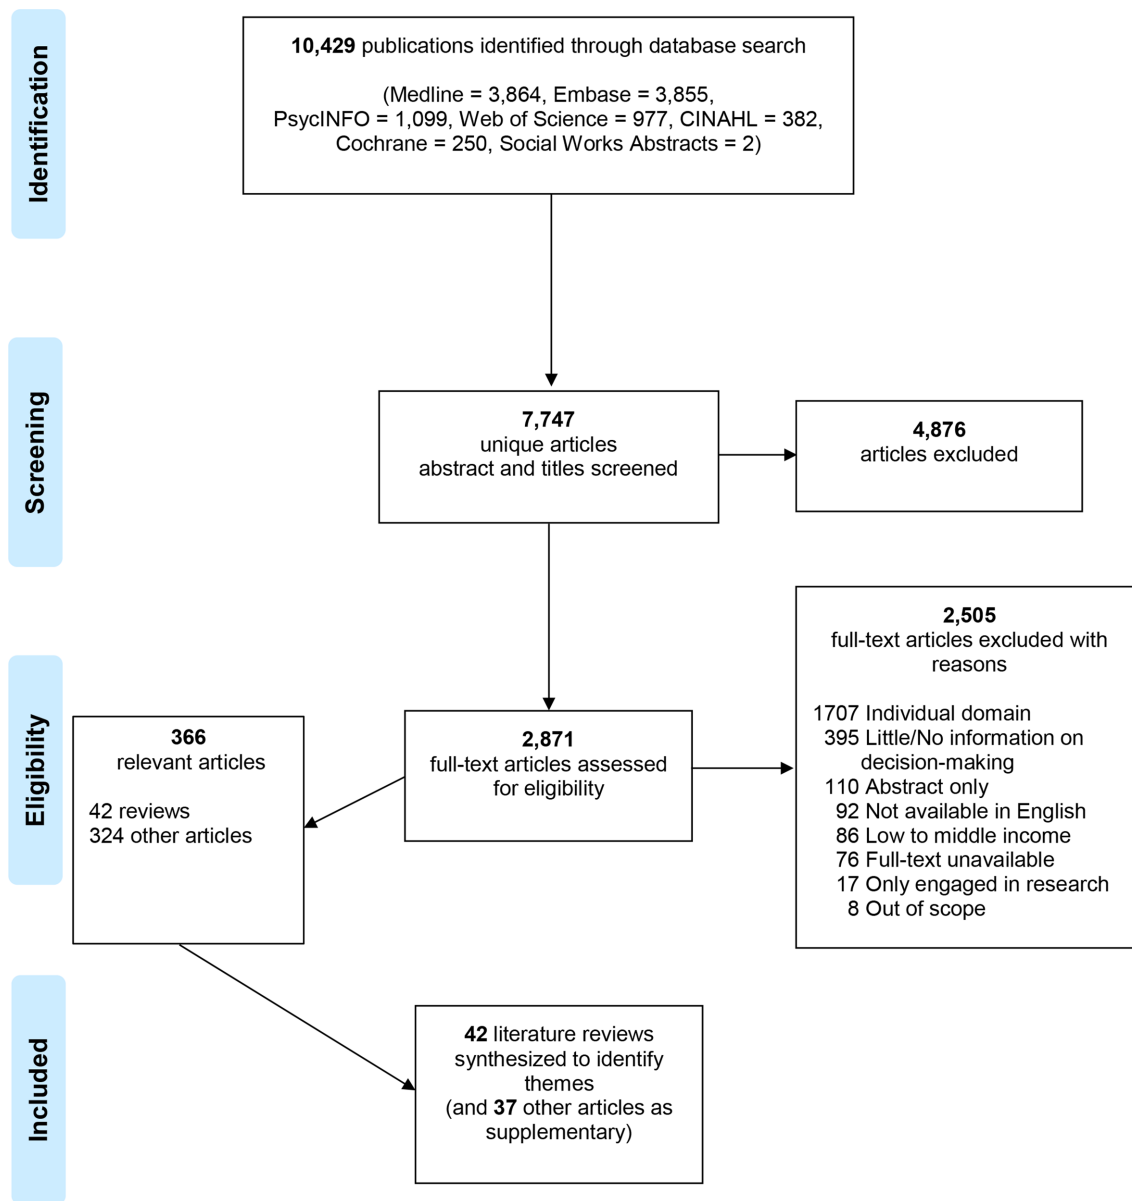 Identification
10,429 publications identified through database search
(Medline = 3,864, Embase = 3,855,
PsycINFO = 1,099, Web of Science = 977, CINAHL = 382,
Cochrane = 250, Social Works Abstracts = 2)
Screening
7,747
unique articles
abstract and titles screened
4,876
articles excluded
Eligibility
366
relevant articles
42 reviews
324 other articles
2,871
full-text articles assessed
for eligibility
2,505
full-text articles excluded with
reasons
1707 Individual domain
395 Little/No information on
decision-making
110 Abstract only
92 Not available in English
86 Low to middle income
76 Full-text unavailable
17 Only engaged in research
8 Out of scope
Included
42 literature reviews
synthesized to identify
themes
(and 37 other articles as
supplementary)